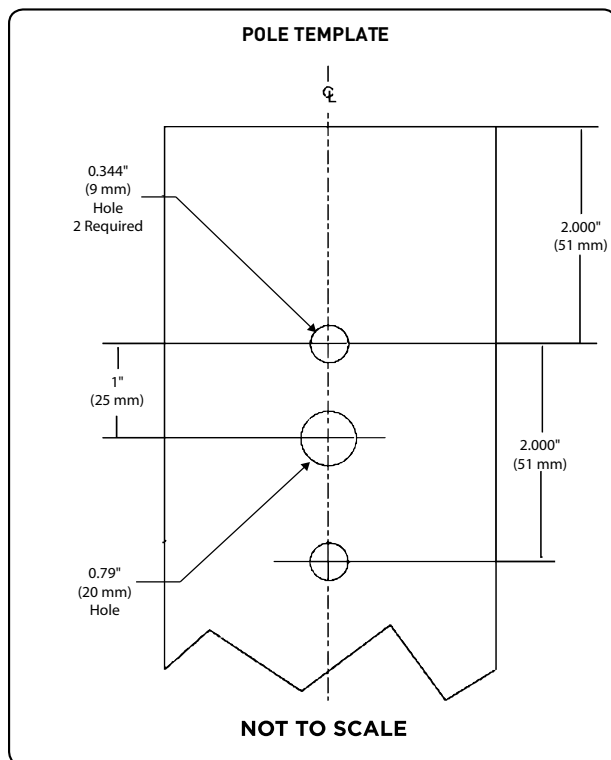 POLE TEMPLATE
℄
0.344"
(9 mm)
Hole
2 Required
2.000"
(51 mm)
1"
(25 mm)
2.000"
(51 mm)
0.79"
(20 mm)
Hole
NOT TO SCALE